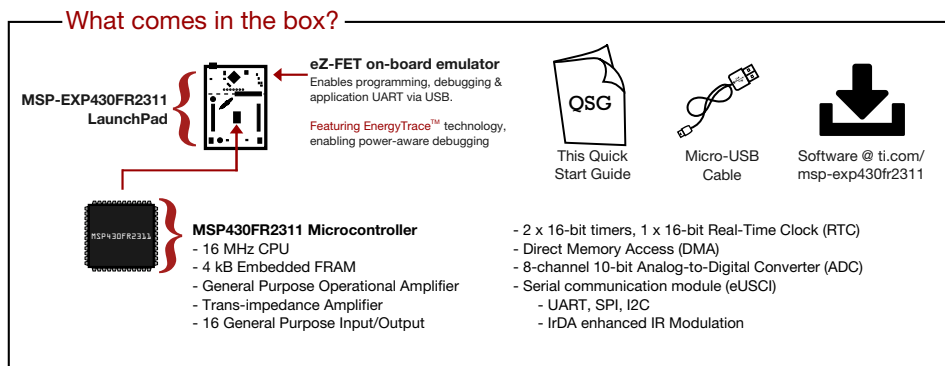 What comes in the box?
MSP-EXP430FR2311
LaunchPad
eZ-FET on-board emulator
Enables programming, debugging &
application UART via USB.
Featuring EnergyTrace™ technology,
enabling power-aware debugging
QSG
This Quick
Start Guide
Micro-USB
Cable
Software @ ti.com/
msp-exp430fr2311
MSP430FR2311
MSP430FR2311 Microcontroller
- 16 MHz CPU
- 4 kB Embedded FRAM
- General Purpose Operational Amplifier
- Trans-impedance Amplifier
- 16 General Purpose Input/Output
- 2 x 16-bit timers, 1 x 16-bit Real-Time Clock (RTC)
- Direct Memory Access (DMA)
- 8-channel 10-bit Analog-to-Digital Converter (ADC)
- Serial communication module (eUSCI)
- UART, SPI, I2C
- IrDA enhanced IR Modulation